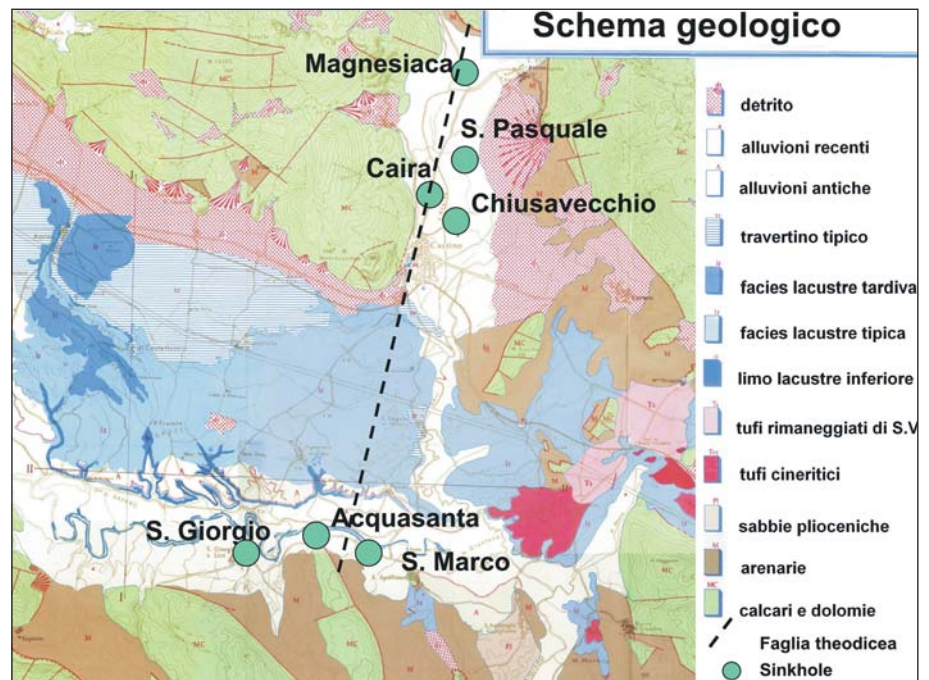 Schema geologico
Magnesiaca
S. Pasquale
Caira
Chiusavecchio
S. Giorgio
Acquasanta
S. Marco
detrito
alluvioni recenti
alluvioni antiche
travertino tipico
facies lacustre tardiva
facies lacustre tipica
limo lacustre inferiore
tufi rimaneggiati di S.V
tufi cineritici
sabbie plioceniche
arenarie
calcari e dolomie
Faglia theodicea
Sinkhole